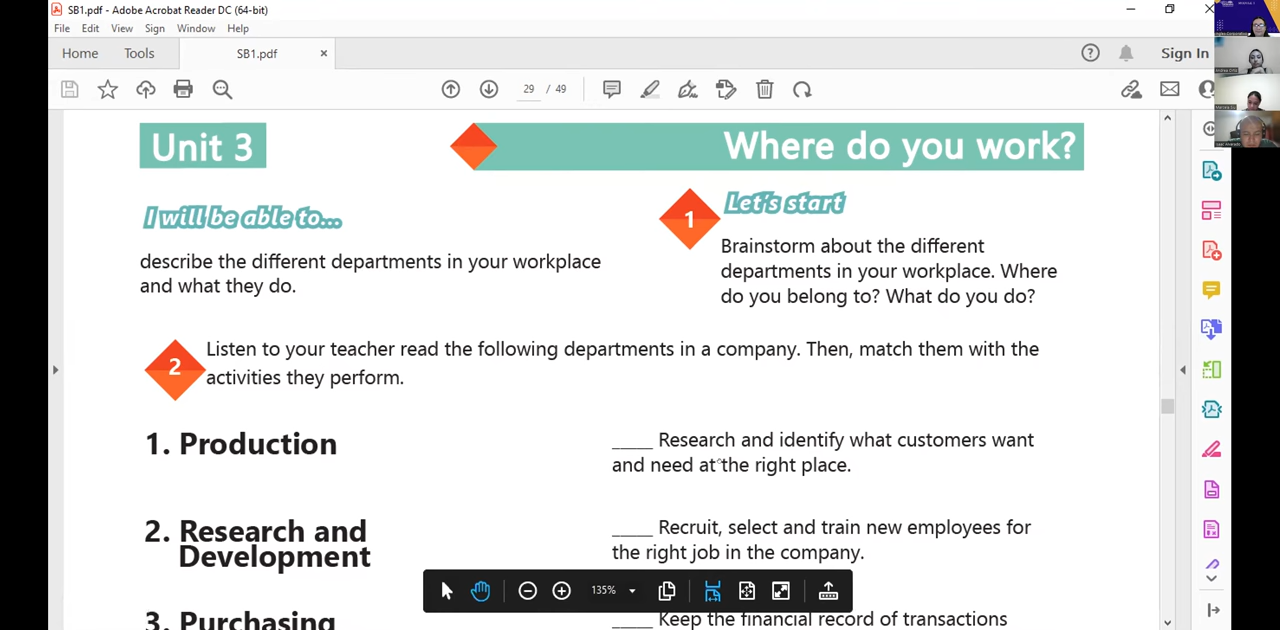 SB1.pdf - Adobe Acrobat Reader DC (64-bit)
File Edit View Sign Window Help
Home Tools SB1.pdf × Sign In
29 / 49
Unit 3
Where do you work?
I will be able to...
describe the different departments in your workplace
and what they do.
1
Let's start
Brainstorm about the different
departments in your workplace. Where
do you belong to? What do you do?
2
Listen to your teacher read the following departments in a company. Then, match them with the
activities they perform.
1. Production
_____ Research and identify what customers want
and need at the right place.
2. Research and
Development
_____ Recruit, select and train new employees for
the right job in the company.
135%
3. Purchasing
_____ Keep the financial record of transactions